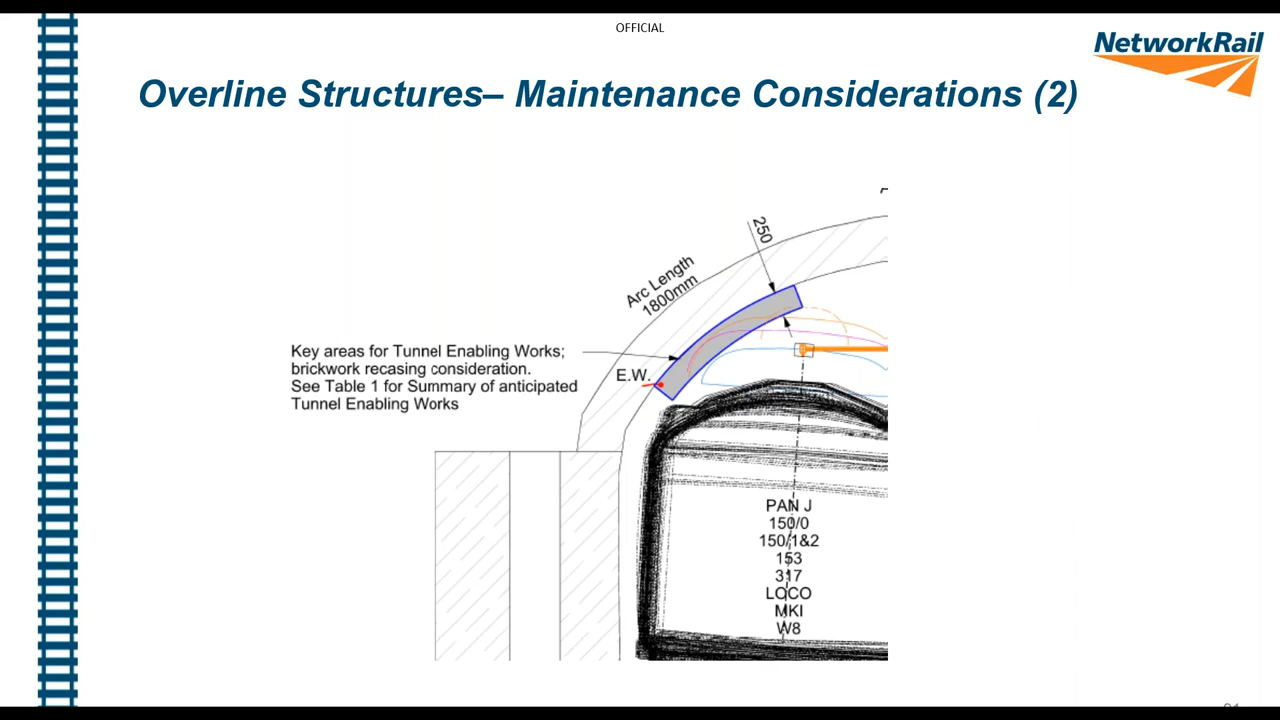 OFFICIAL
NetworkRail
Overline Structures– Maintenance Considerations (2)
250
Arc Length
1800mm
Key areas for Tunnel Enabling Works;
brickwork recasing consideration.
See Table 1 for Summary of anticipated
Tunnel Enabling Works
E.W.
PAN J
150/0
150/1&2
153
317
LOCO
MKI
W8